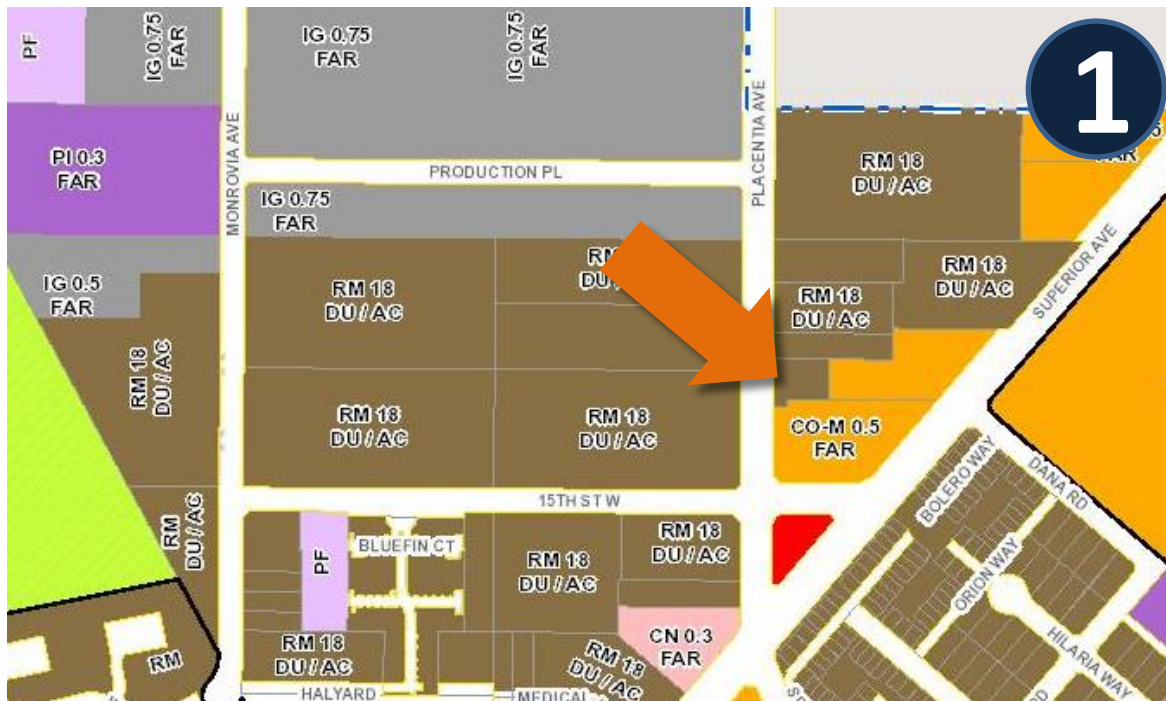 PF
IG 0.75
FAR
IG 0.75
FAR
IG 0.75
FAR
1
FAR
PI 0.3
FAR
MONROVIA AVE
PRODUCTION PL
PLACENTIA AVE
RM 18
DU / AC
IG 0.75
FAR
IG 0.5
FAR
RM 18
DU / AC
RM 18
DU / AC
RM 18
DU / AC
SUPERIOR AVE
RM 18
DU / AC
RM 18
DU / AC
RM 18
DU / AC
CO-M 0.5
FAR
BOLERO WAY
DANA RD
15TH ST W
RM
DU / AC
PF
BLUEFIN CT
RM 18
DU / AC
RM 18
DU / AC
ORION WAY
CN 0.3
FAR
HILARIA WAY
RM
RM 18
DU / AC
RM 18
DU / AC
HALYARD
MEDICAL